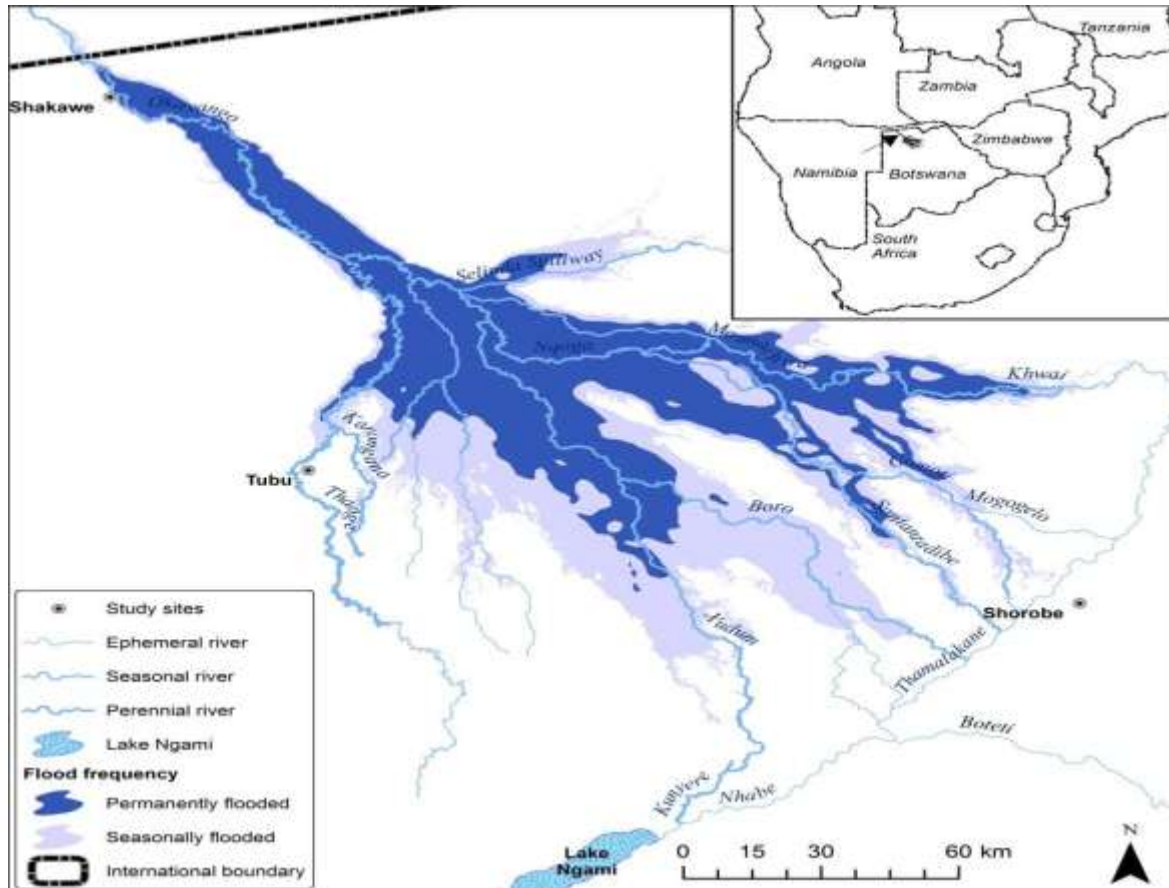 Tanzania
Angola
Zambia
Zimbabwe
Namibia
Botswana
South
Africa
Shakawe
Okavango
Selinda Spillway
Khwai
Tubu
Thaoge
Boro
Mogogelo
Santantadibe
Shorobe
Xudum
Thamalakane
Boteti
Kunyere
Nhabe
Lake
Ngami
Study sites
Ephemeral river
Seasonal river
Perennial river
Lake Ngami
Flood frequency
Permanently flooded
Seasonally flooded
International boundary
0 15 30 60 km
N